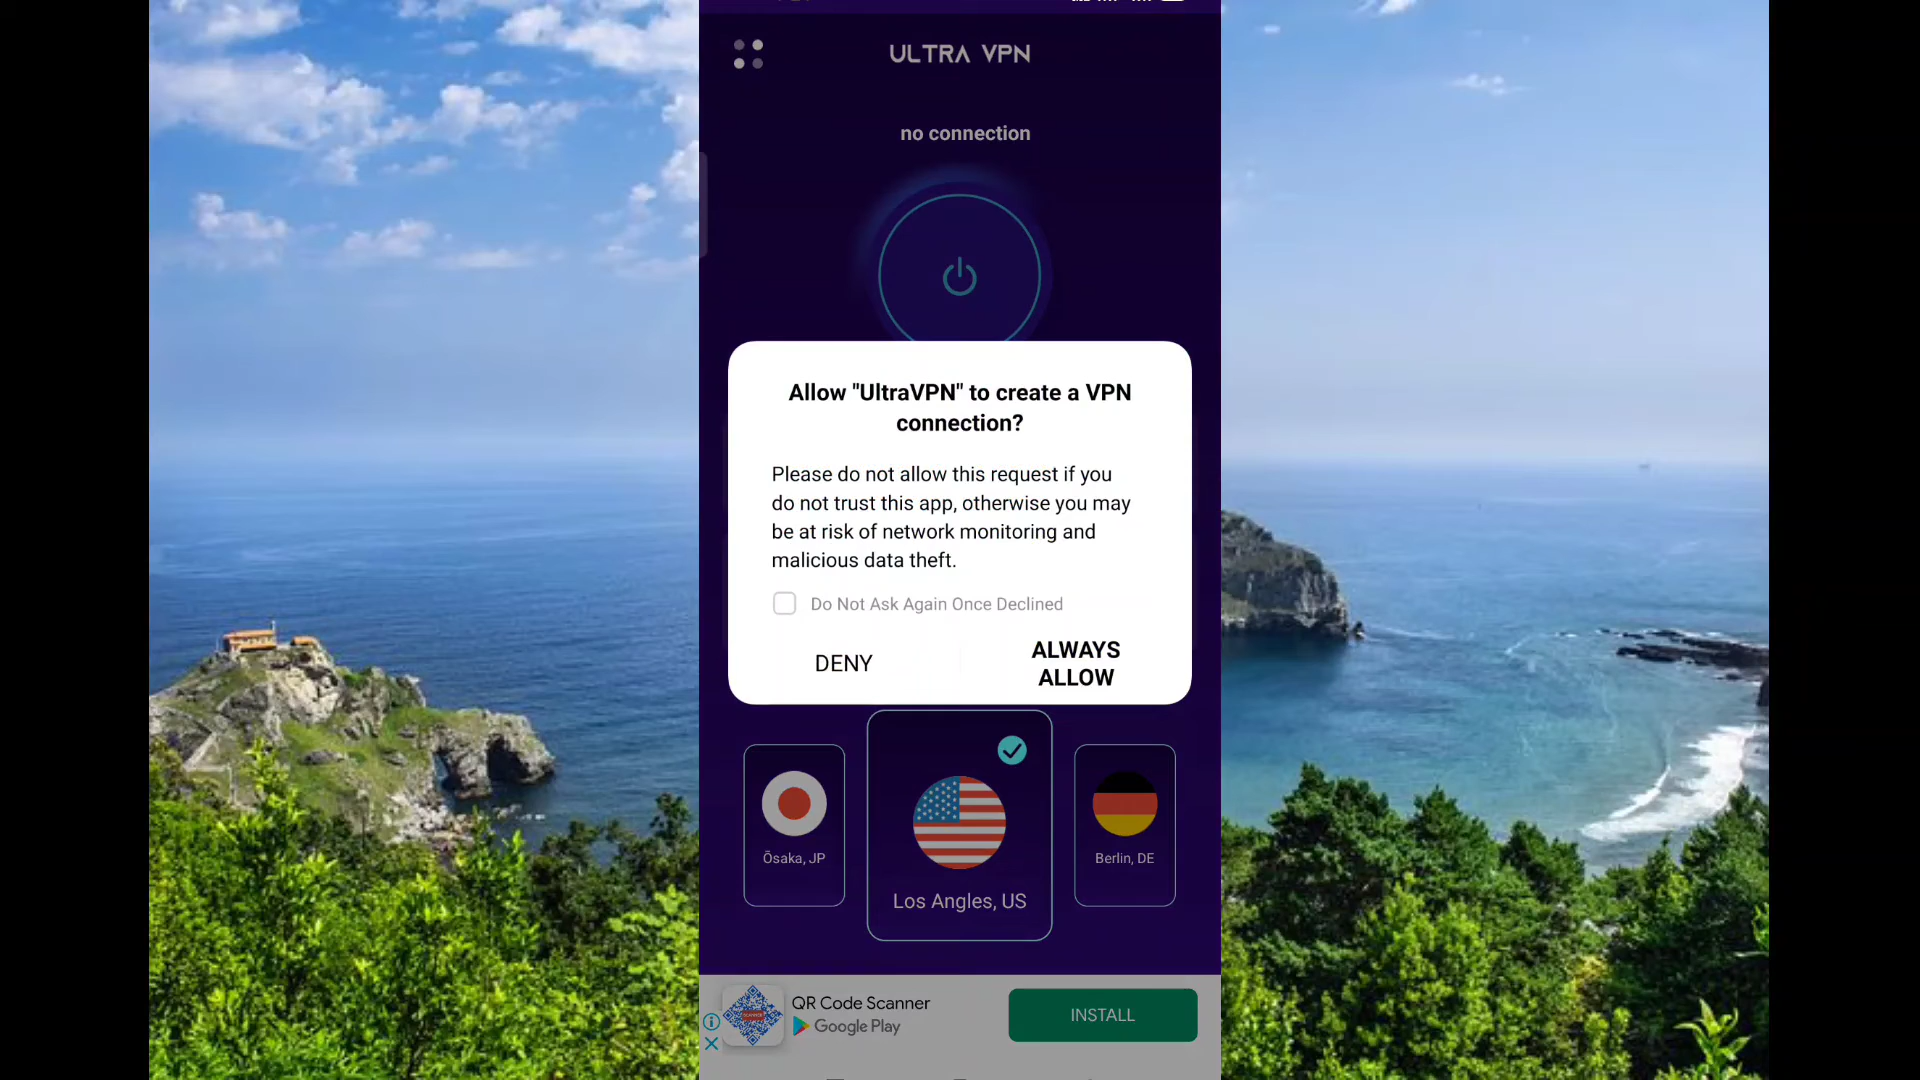 ULTRA VPN
no connection
Allow "UltraVPN" to create a VPN
connection?
Please do not allow this request if you
do not trust this app, otherwise you may
be at risk of network monitoring and
malicious data theft.
Do Not Ask Again Once Declined
DENY
ALWAYS
ALLOW
Ōsaka, JP
Los Angles, US
Berlin, DE
QR Code Scanner
Google Play
INSTALL